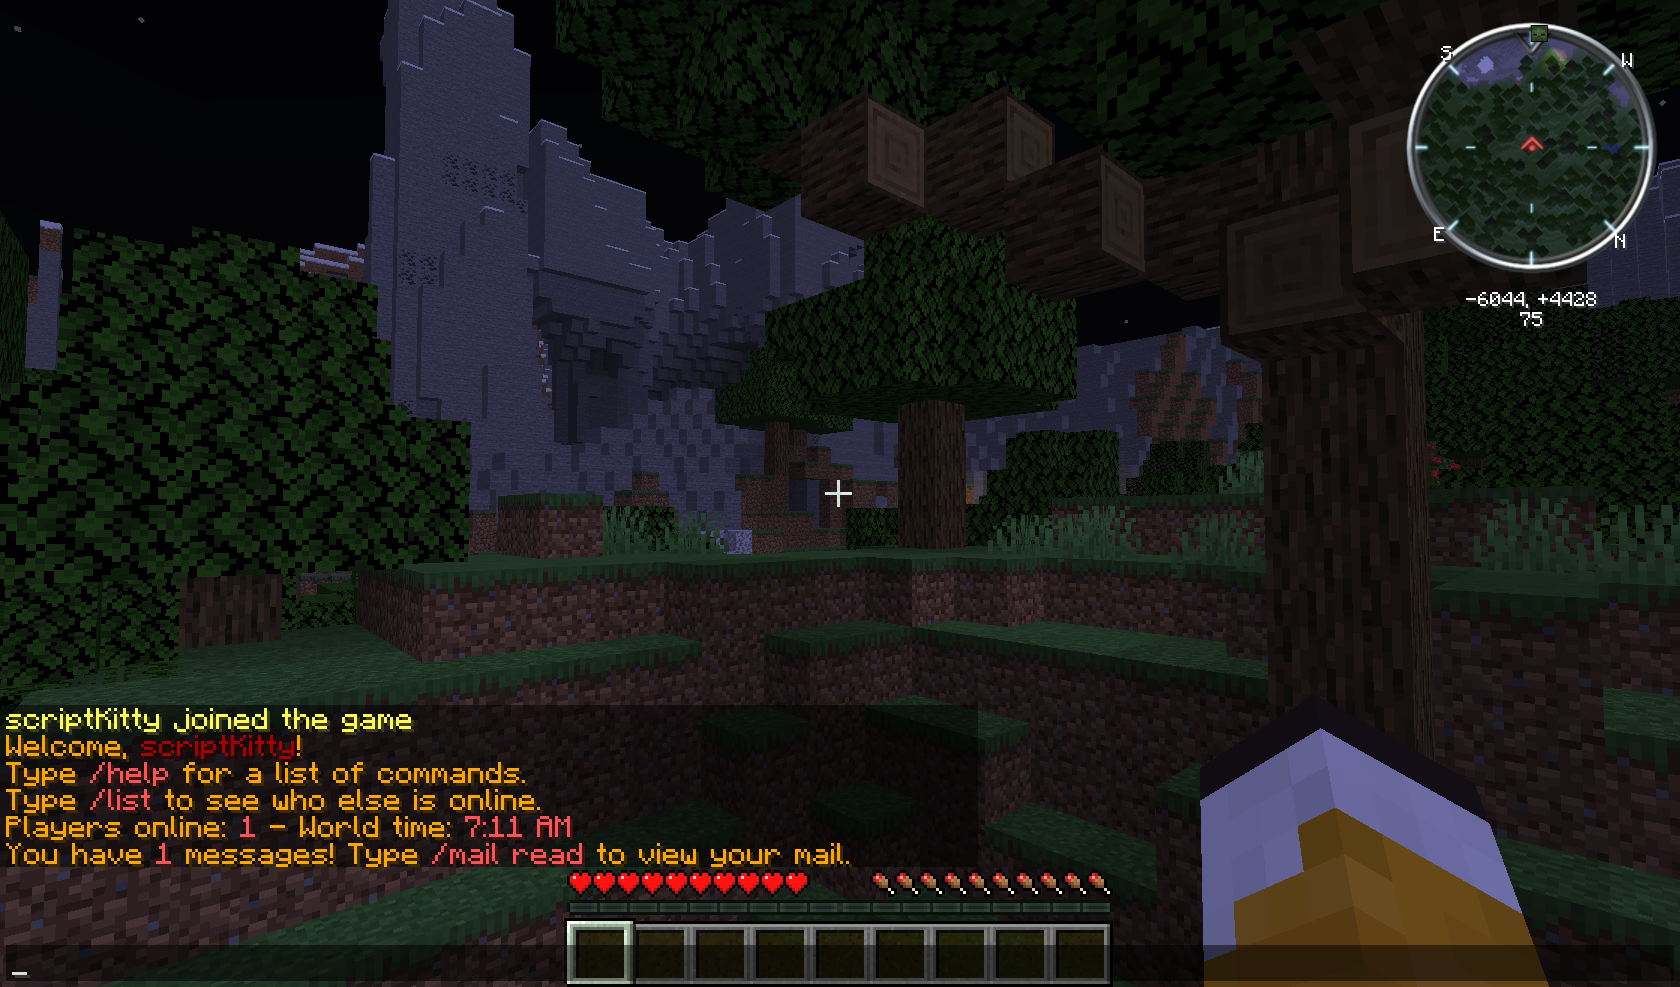 S
W
E
N
-6044, +4428
75
scriptKitty joined the game
Welcome, scriptKitty!
Type /help for a list of commands.
Type /list to see who else is online.
Players online: 1 - World time: 7:11 AM
You have 1 messages! Type /mail read to view your mail.
_